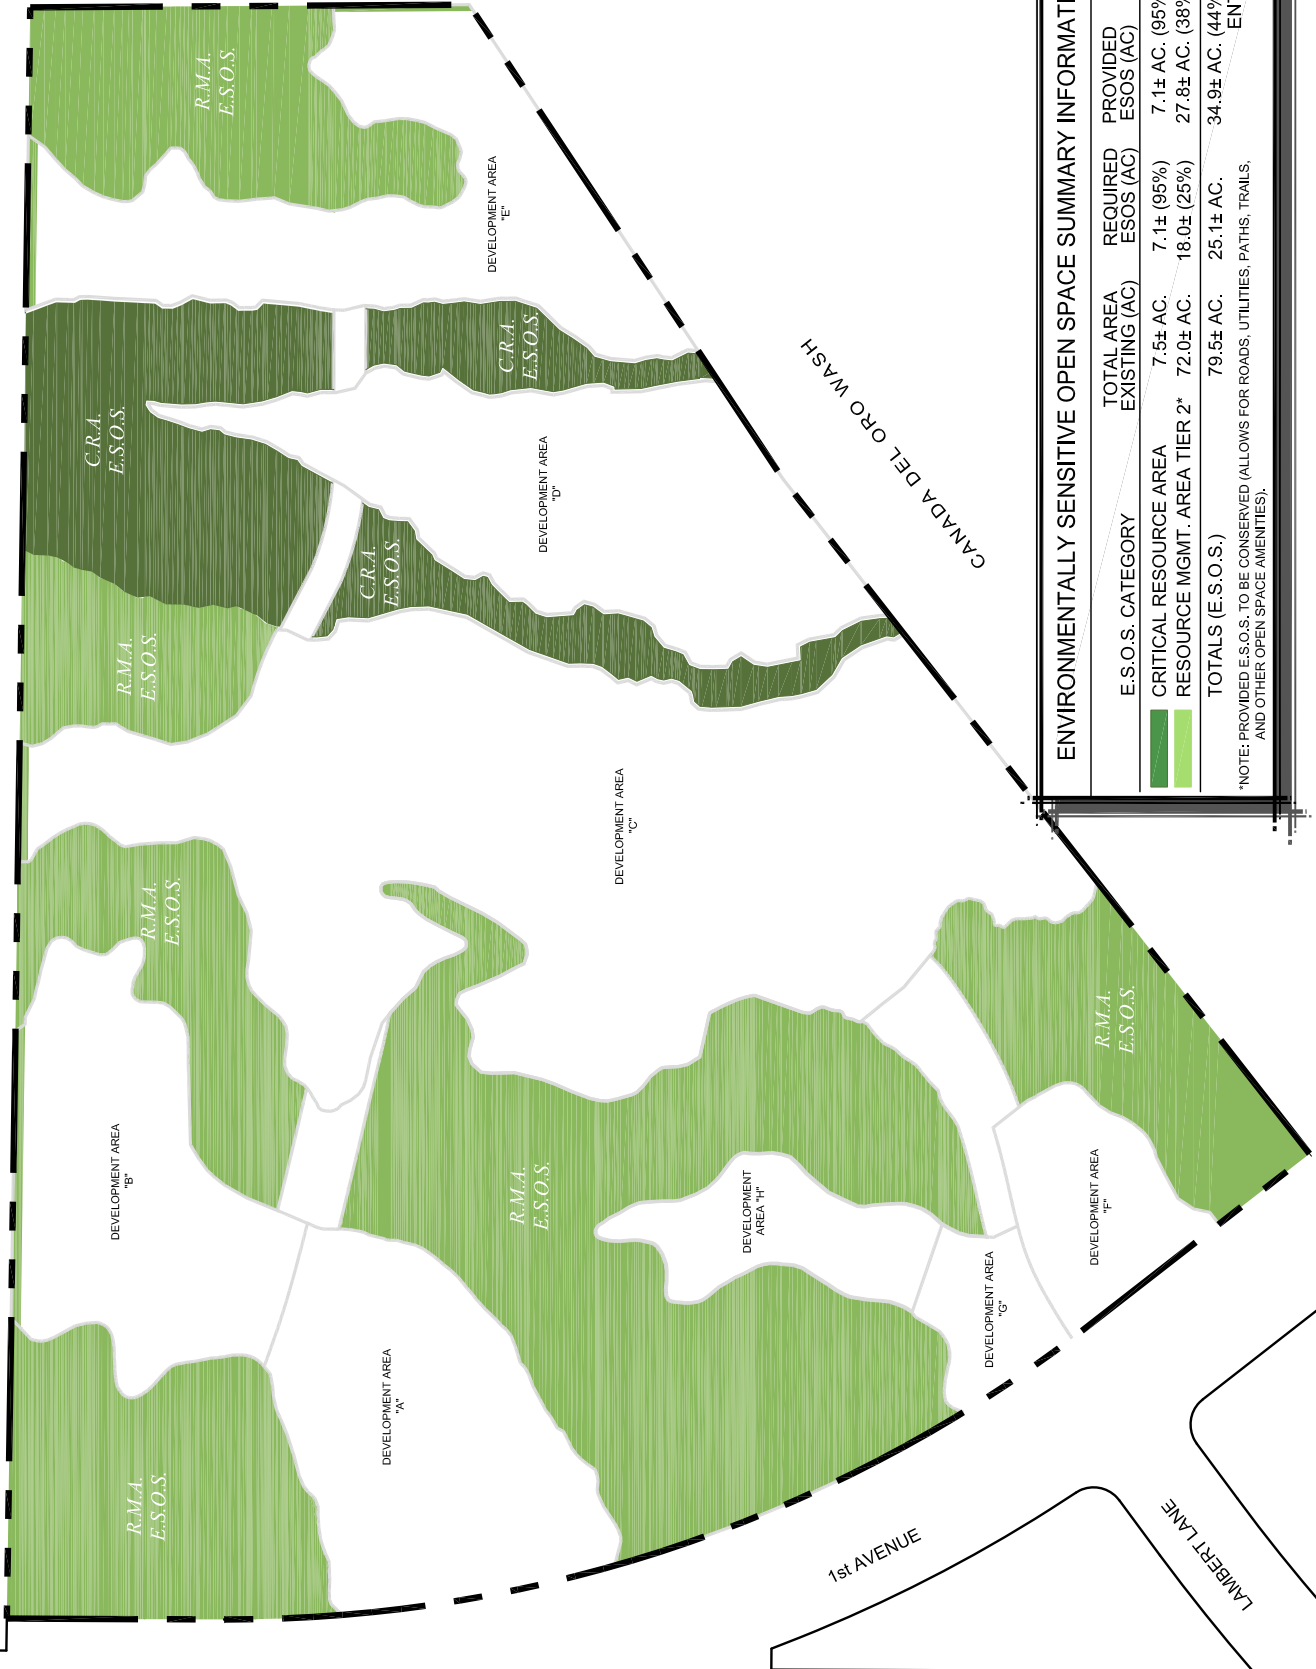 R.M.A.
E.S.O.S.
DEVELOPMENT AREA
"E"
C.R.A.
E.S.O.S.
C.R.A.
E.S.O.S.
DEVELOPMENT AREA
"D"
C.R.A.
E.S.O.S.
CANADA DEL ORO WASH
R.M.A.
E.S.O.S.
DEVELOPMENT AREA
"C"
R.M.A.
E.S.O.S.
R.M.A.
E.S.O.S.
DEVELOPMENT AREA
"B"
R.M.A.
E.S.O.S.
DEVELOPMENT
AREA "H"
DEVELOPMENT AREA
"F"
DEVELOPMENT AREA
"G"
DEVELOPMENT AREA
"A"
R.M.A.
E.S.O.S.
1st AVENUE
LAMBERT LANE
ENVIRONMENTALLY SENSITIVE OPEN SPACE SUMMARY INFORMATI
E.S.O.S. CATEGORY
TOTAL AREA
EXISTING (AC)
REQUIRED
ESOS (AC)
PROVIDED
ESOS (AC)
CRITICAL RESOURCE AREA 7.5± AC. 7.1± (95%) 7.1± AC. (95%
RESOURCE MGMT. AREA TIER 2* 72.0± AC. 18.0± (25%) 27.8± AC. (38%
TOTALS (E.S.O.S.) 79.5± AC. 25.1± AC. 34.9± AC. (44%
ENT
*NOTE: PROVIDED E.S.O.S. TO BE CONSERVED (ALLOWS FOR ROADS, UTILITIES, PATHS, TRAILS,
AND OTHER OPEN SPACE AMENITIES).